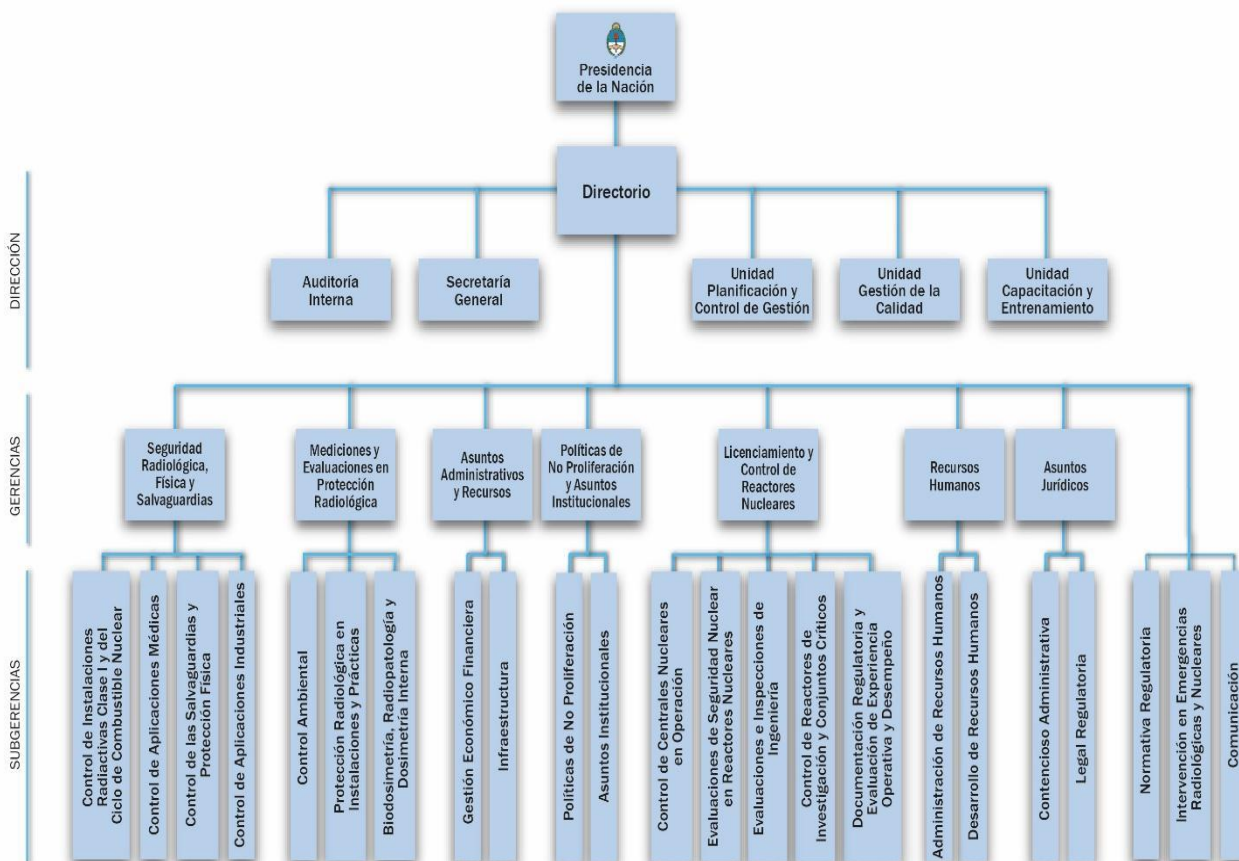 Presidencia
de la Nación
Directorio
DIRECCIÓN
Auditoría
Interna
Secretaría
General
Unidad
Planificación y
Control de Gestión
Unidad
Gestión de la
Calidad
Unidad
Capacitación y
Entrenamiento
GERENCIAS
Seguridad
Radiológica,
Física y
Salvaguardias
Mediciones y
Evaluaciones en
Protección
Radiológica
Asuntos
Administrativos
y Recursos
Políticas de
No Proliferación
y Asuntos
Institucionales
Licenciamiento y
Control de
Reactores
Nucleares
Recursos
Humanos
Asuntos
Jurídicos
SUBGERENCIAS
Control de Instalaciones
Radiactivas Clase I y del
Ciclo de Combustible Nuclear
Control de Aplicaciones Médicas
Control de las Salvaguardias y
Protección Física
Control de Aplicaciones Industriales
Control Ambiental
Protección Radiológica en
Instalaciones y Prácticas
Biodosimetría, Radiopatología y
Dosimetría Interna
Gestión Económico Financiera
Infraestructura
Políticas de No Proliferación
Asuntos Institucionales
Control de Centrales Nucleares
en Operación
Evaluaciones de Seguridad Nuclear
en Reactores Nucleares
Evaluaciones e Inspecciones de
Ingeniería
Control de Reactores de
Investigación y Conjuntos Críticos
Documentación Regulatoria y
Evaluación de Experiencia
Operativa y Desempeño
Administración de Recursos Humanos
Desarrollo de Recursos Humanos
Contencioso Administrativa
Legal Regulatoria
Normativa Regulatoria
Intervención en Emergencias
Radiológicas y Nucleares
Comunicación